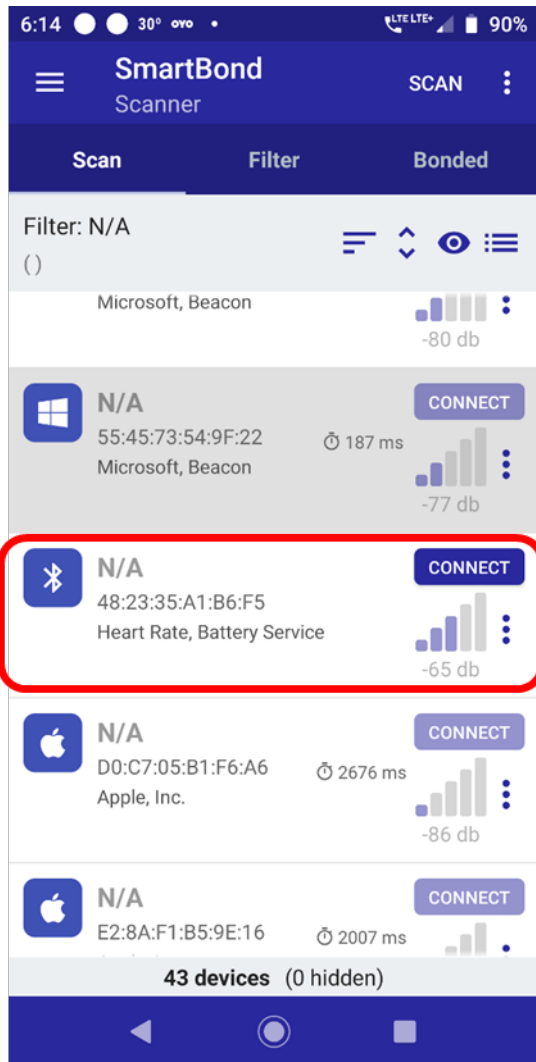 6:14 30° OYO LTE LTE+ 90%
SmartBond
Scanner
SCAN
Scan Filter Bonded
Filter: N/A
()
Microsoft, Beacon
-80 db
N/A
CONNECT
55:45:73:54:9F:22
187 ms
Microsoft, Beacon
-77 db
N/A
CONNECT
48:23:35:A1:B6:F5
Heart Rate, Battery Service
-65 db
N/A
CONNECT
D0:C7:05:B1:F6:A6
2676 ms
Apple, Inc.
-86 db
N/A
CONNECT
E2:8A:F1:B5:9E:16
2007 ms
43 devices (0 hidden)